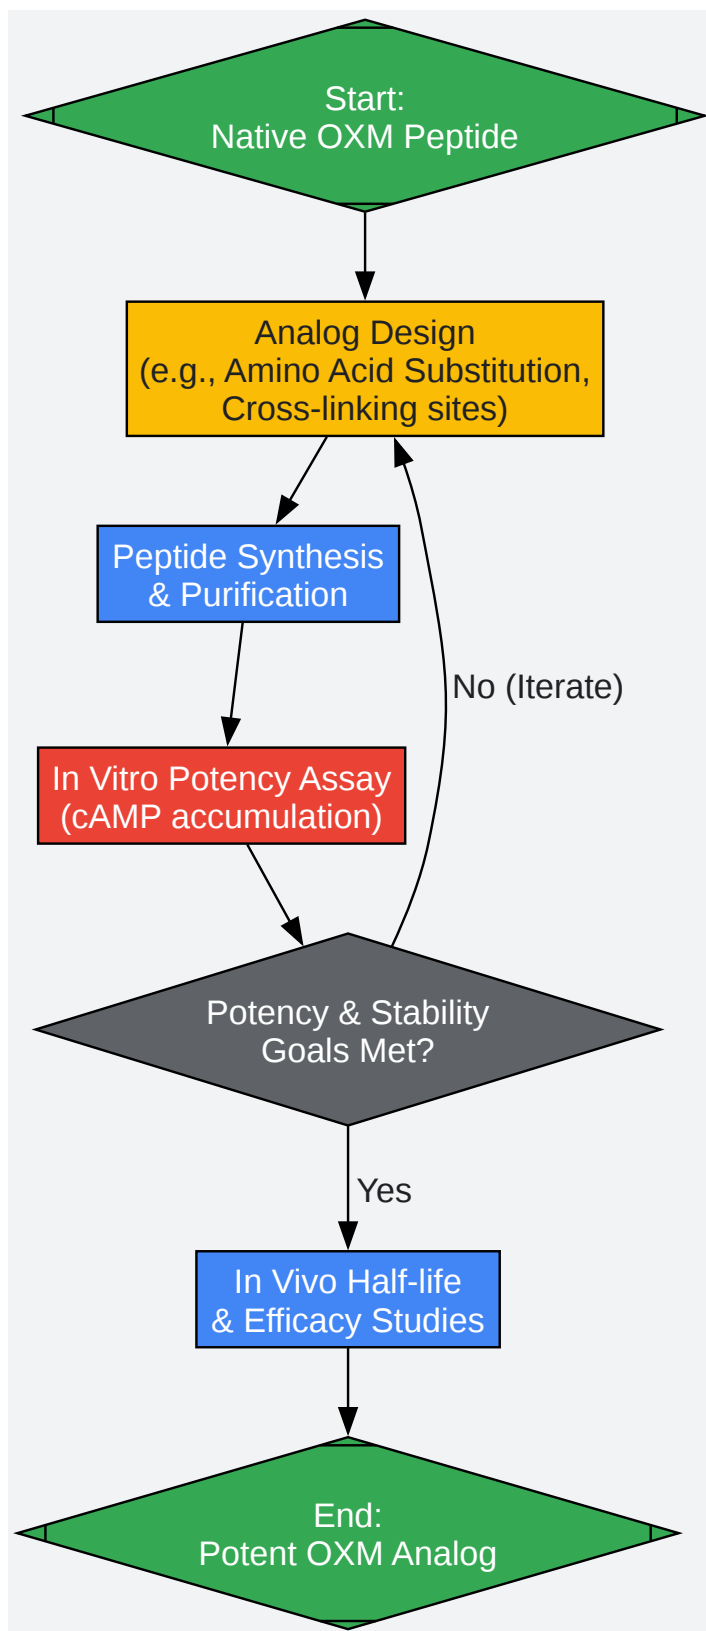 Start:
Native OXM Peptide
Analog Design
(e.g., Amino Acid Substitution,
Cross-linking sites)
Peptide Synthesis
& Purification
No (Iterate)
In Vitro Potency Assay
(cAMP accumulation)
Potency & Stability
Goals Met?
Yes
In Vivo Half-life
& Efficacy Studies
End:
Potent OXM Analog